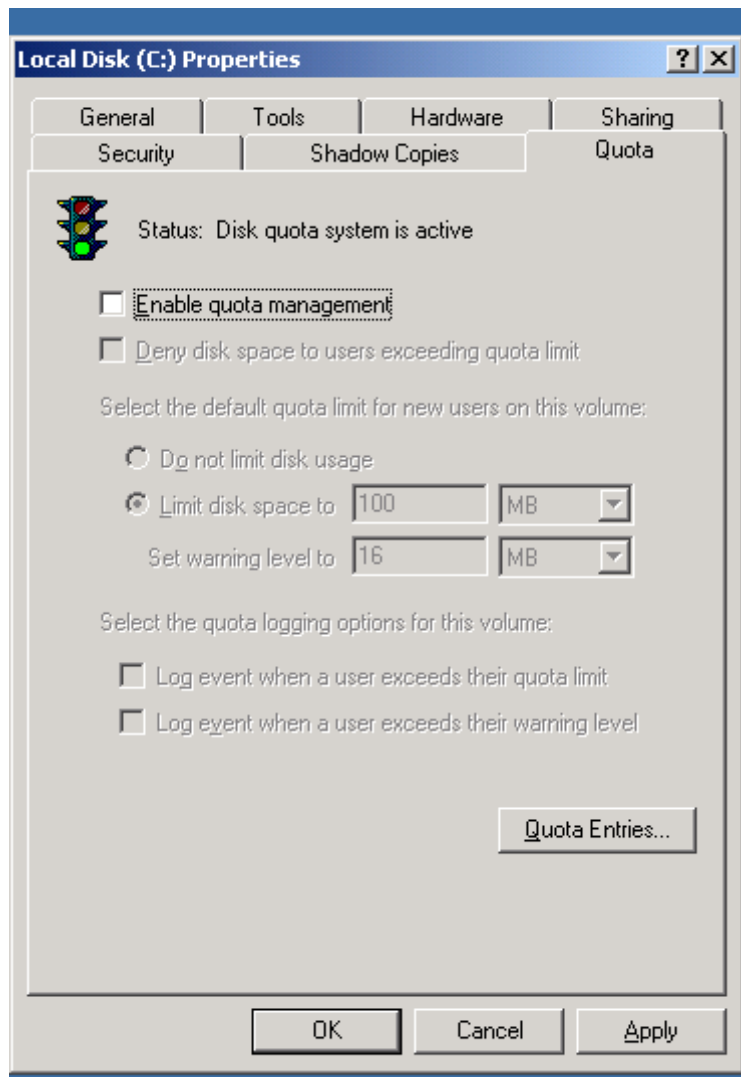 Local Disk (C:) Properties
General Tools Hardware Sharing
Security Shadow Copies Quota
Status: Disk quota system is active
Enable quota management
Deny disk space to users exceeding quota limit
Select the default quota limit for new users on this volume:
Do not limit disk usage
Limit disk space to 100 MB
Set warning level to 16 MB
Select the quota logging options for this volume:
Log event when a user exceeds their quota limit
Log event when a user exceeds their warning level
Quota Entries...
OK Cancel Apply